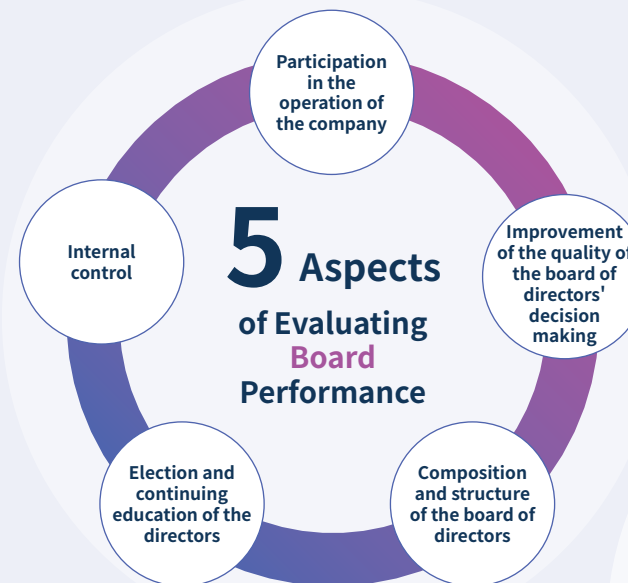 Participation
in the
operation of
the company
Improvement
of the quality of
the board of
directors'
decision
making
Internal
control
5 Aspects
of Evaluating
Board
Performance
Election and
continuing
education of the
directors
Composition
and structure
of the board of
directors